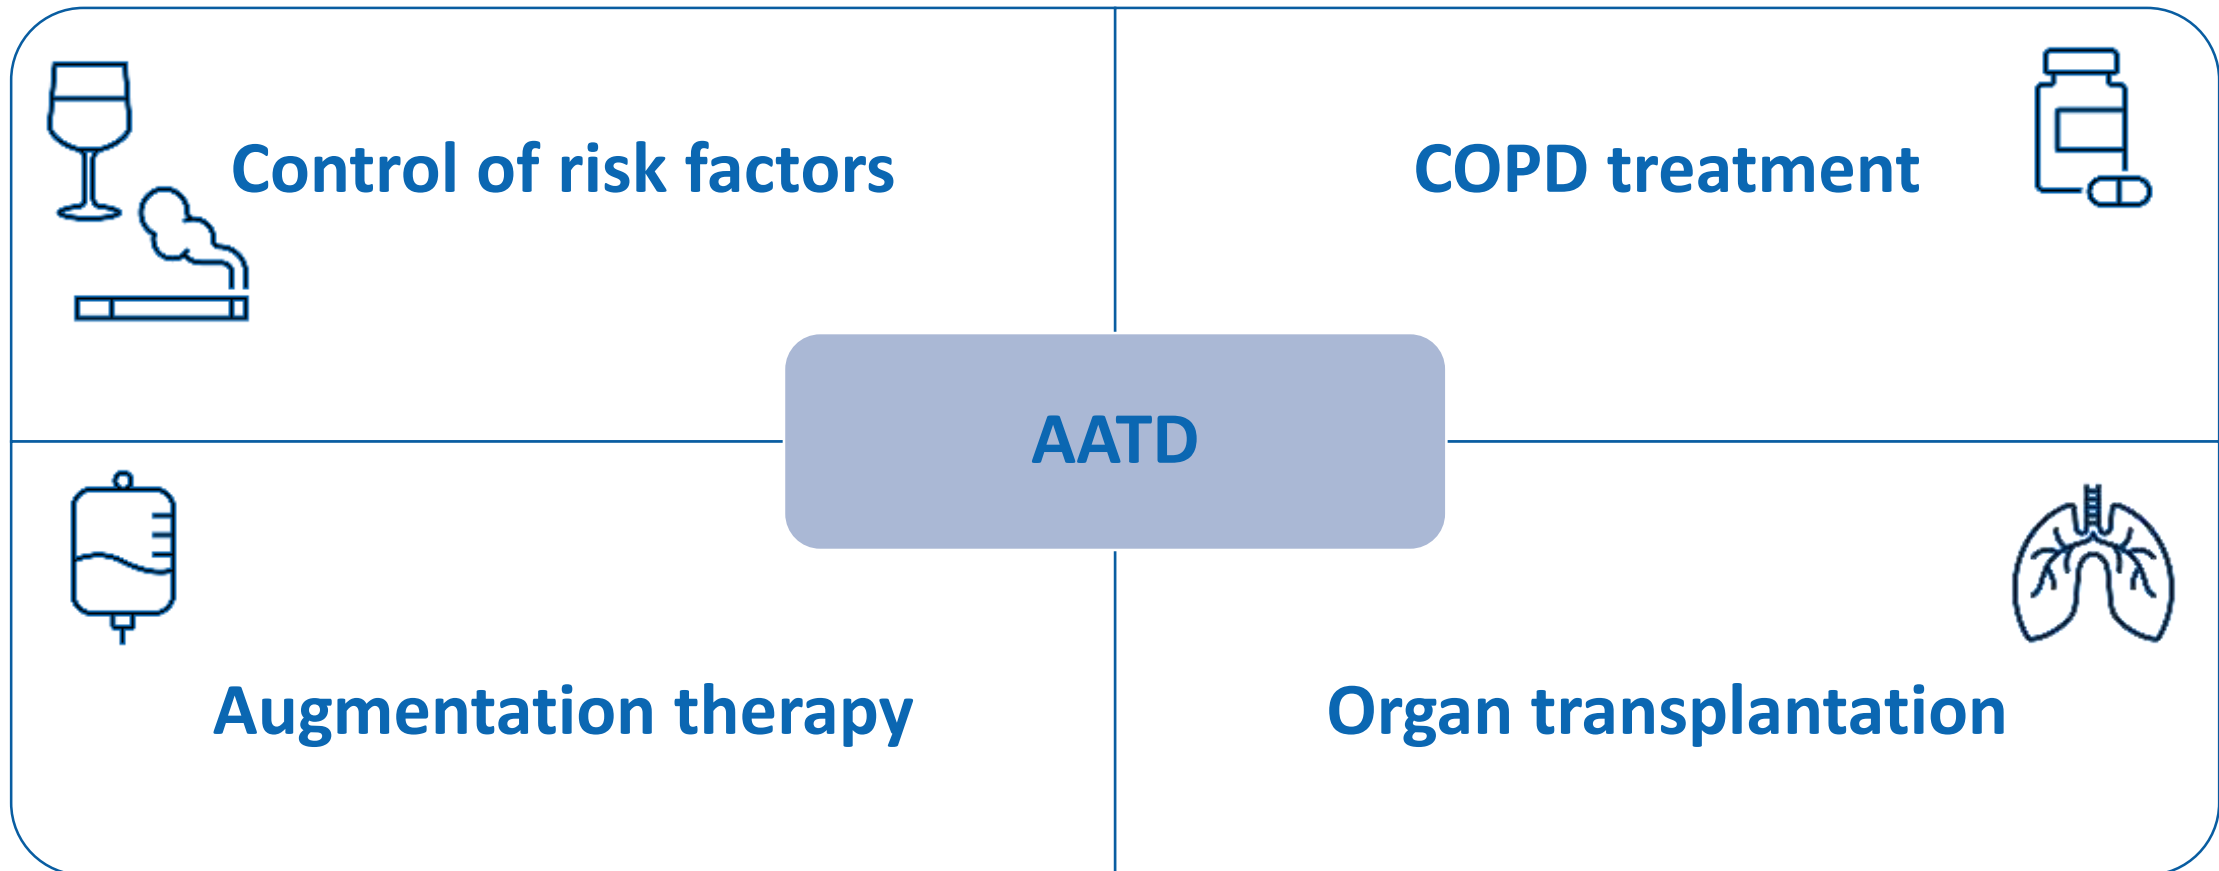 Control of risk factors
COPD treatment
AATD
Augmentation therapy
Organ transplantation